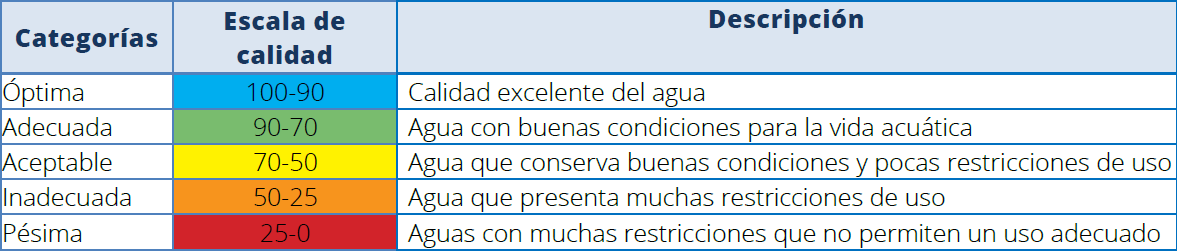 Categorías Escala de calidad Descripción
Óptima 100-90 Calidad excelente del agua
Adecuada 90-70 Agua con buenas condiciones para la vida acuática
Aceptable 70-50 Agua que conserva buenas condiciones y pocas restricciones de uso
Inadecuada 50-25 Agua que presenta muchas restricciones de uso
Pésima 25-0 Aguas con muchas restricciones que no permiten un uso adecuado